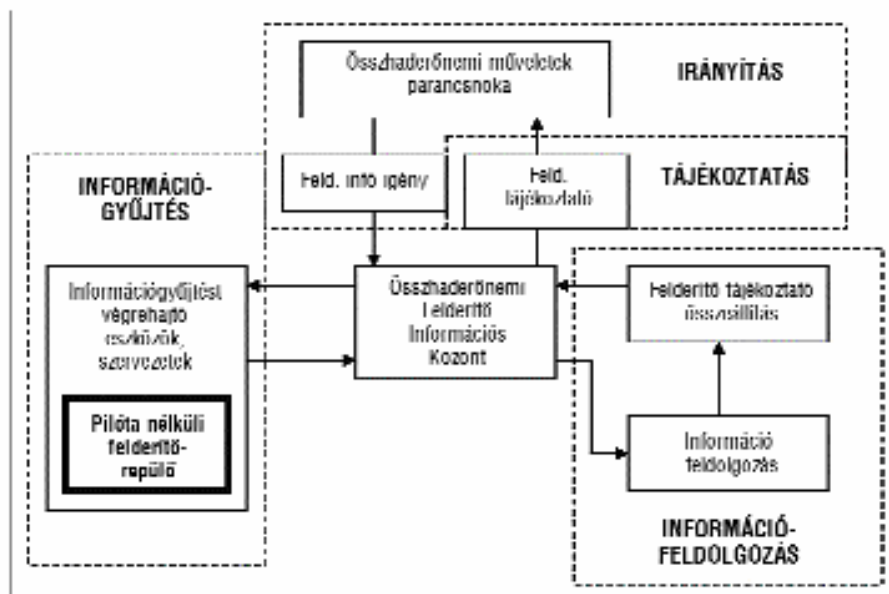 Összhaderőnemi műveletek
parancsnoka
IRÁNYÍTÁS
Feld. infó igény
Feld.
tájékoztató
TÁJÉKOZTATÁS
INFORMÁCIÓ-
GYŰJTÉS
Információgyűjtést
végrehajtó
eszközök,
szervezetek
Pilóta nélküli
felderítő-
repülő
Összhaderőnemi
Felderítő
Információs
Központ
Felderítő tájékoztató
összeállítás
Információ
feldolgozás
INFORMÁCIÓ-
FELDOLGOZÁS